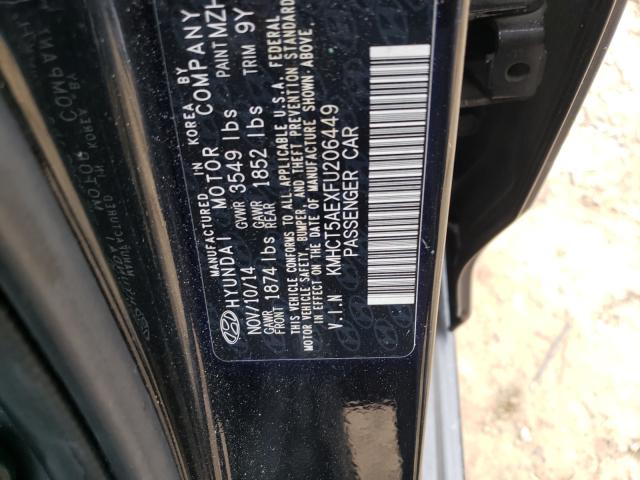 MANUFACTURED IN KOREA BY
HYUNDAI MOTOR COMPANY
NOV/10/14 GVWR 3549 lbs PAINT MZH
GAWR FRONT 1874 lbs GAWR REAR 1852 lbs TRIM 9Y
THIS VEHICLE CONFORMS TO ALL APPLICABLE U.S.A. FEDERAL
MOTOR VEHICLE SAFETY, BUMPER, AND THEFT PREVENTION STANDARDS
IN EFFECT ON THE DATE OF MANUFACTURE SHOWN ABOVE.
V.I.N KMHCT5AEXFU206449
PASSENGER CAR